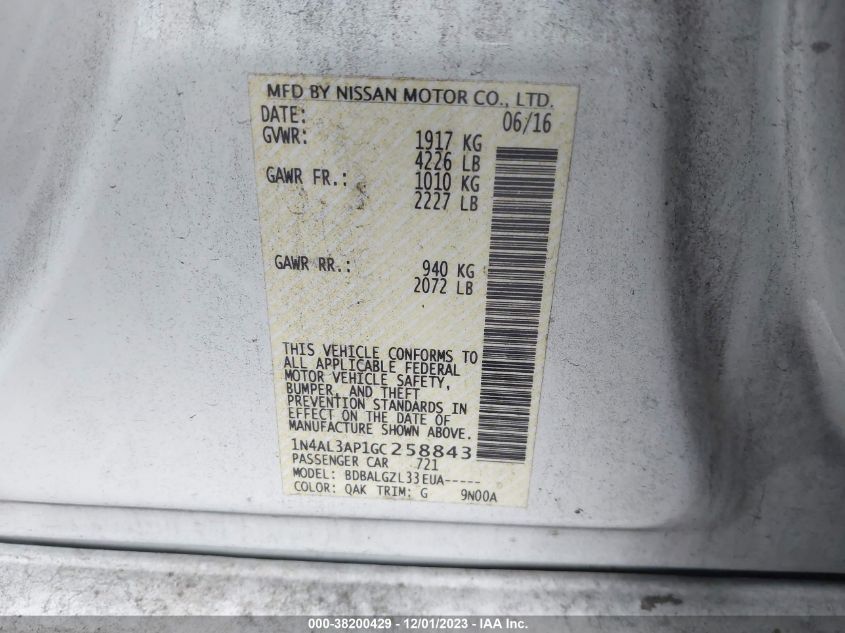 MFD BY NISSAN MOTOR CO., LTD.
DATE: 06/16
GVWR: 1917 KG
4226 LB
GAWR FR.: 1010 KG
2227 LB
GAWR RR.: 940 KG
2072 LB
THIS VEHICLE CONFORMS TO
ALL APPLICABLE FEDERAL
MOTOR VEHICLE SAFETY,
BUMPER, AND THEFT
PREVENTION STANDARDS IN
EFFECT ON THE DATE OF
MANUFACTURE SHOWN ABOVE.
1N4AL3AP1GC258843
PASSENGER CAR 721
MODEL: BDBALGZL33EUA-----
COLOR: QAK TRIM: G 9N00A
000-38200429 - 12/01/2023 - IAA Inc.